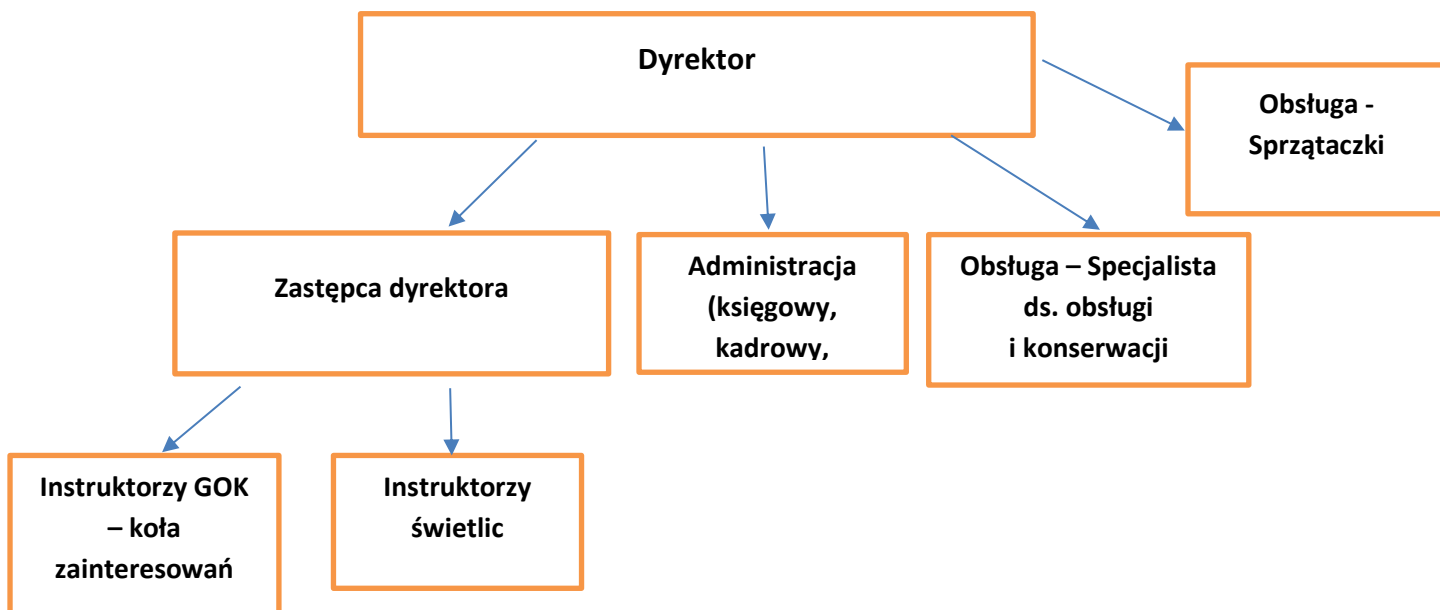 Dyrektor
Obsługa -
Sprzątaczki
Zastępca dyrektora
Administracja
(księgowy,
kadrowy,
Obsługa – Specjalista
ds. obsługi
i konserwacji
Instruktorzy GOK
– koła
zainteresowań
Instruktorzy
świetlic